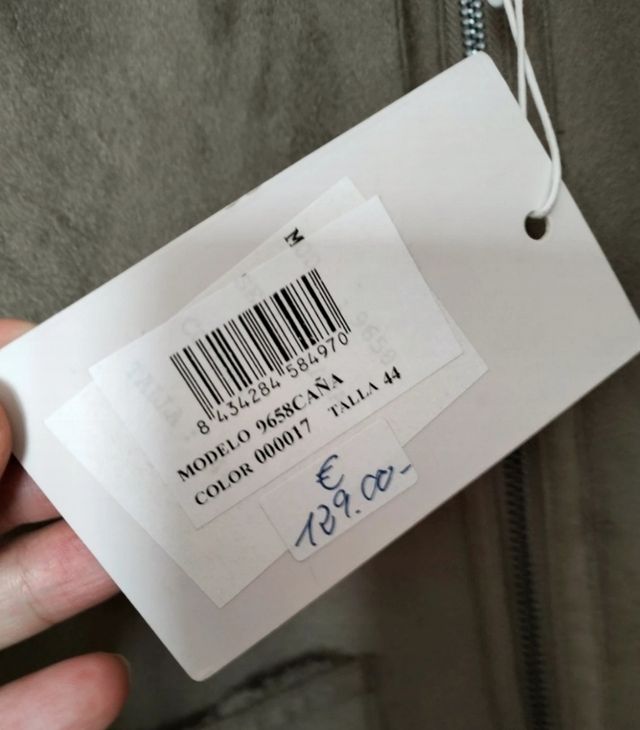 8 434284 584970
MODELO 9658CAÑA
COLOR 000017 TALLA 44
€
129.00-